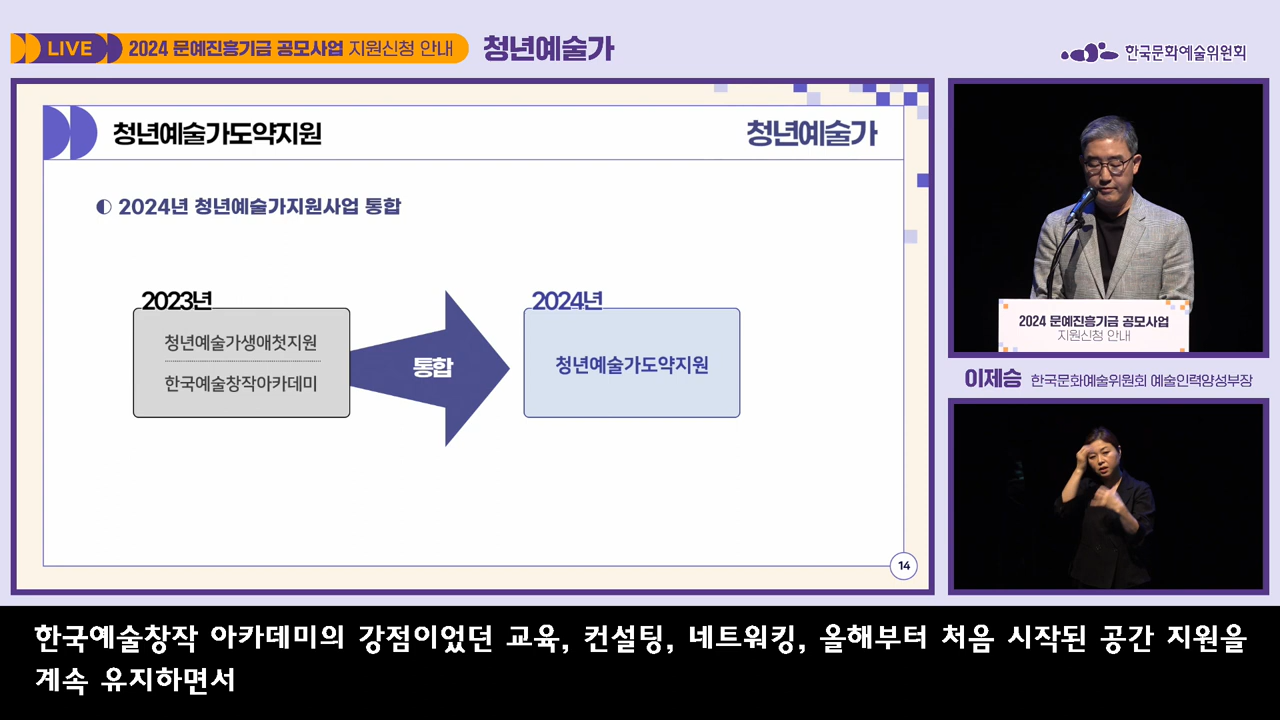 LIVE 2024 문예진흥기금 공모사업 지원신청 안내 청년예술가
한국문화예술위원회
청년예술가도약지원
청년예술가
2024년 청년예술가지원사업 통합
2023년
청년예술가생애첫지원
한국예술창작아카데미
통합
2024년
청년예술가도약지원
14
2024 문예진흥기금 공모사업
지원신청 안내
이제승 한국문화예술위원회 예술인력양성부장
한국예술창작 아카데미의 강점이었던 교육, 컨설팅, 네트워킹, 올해부터 처음 시작된 공간 지원을
계속 유지하면서